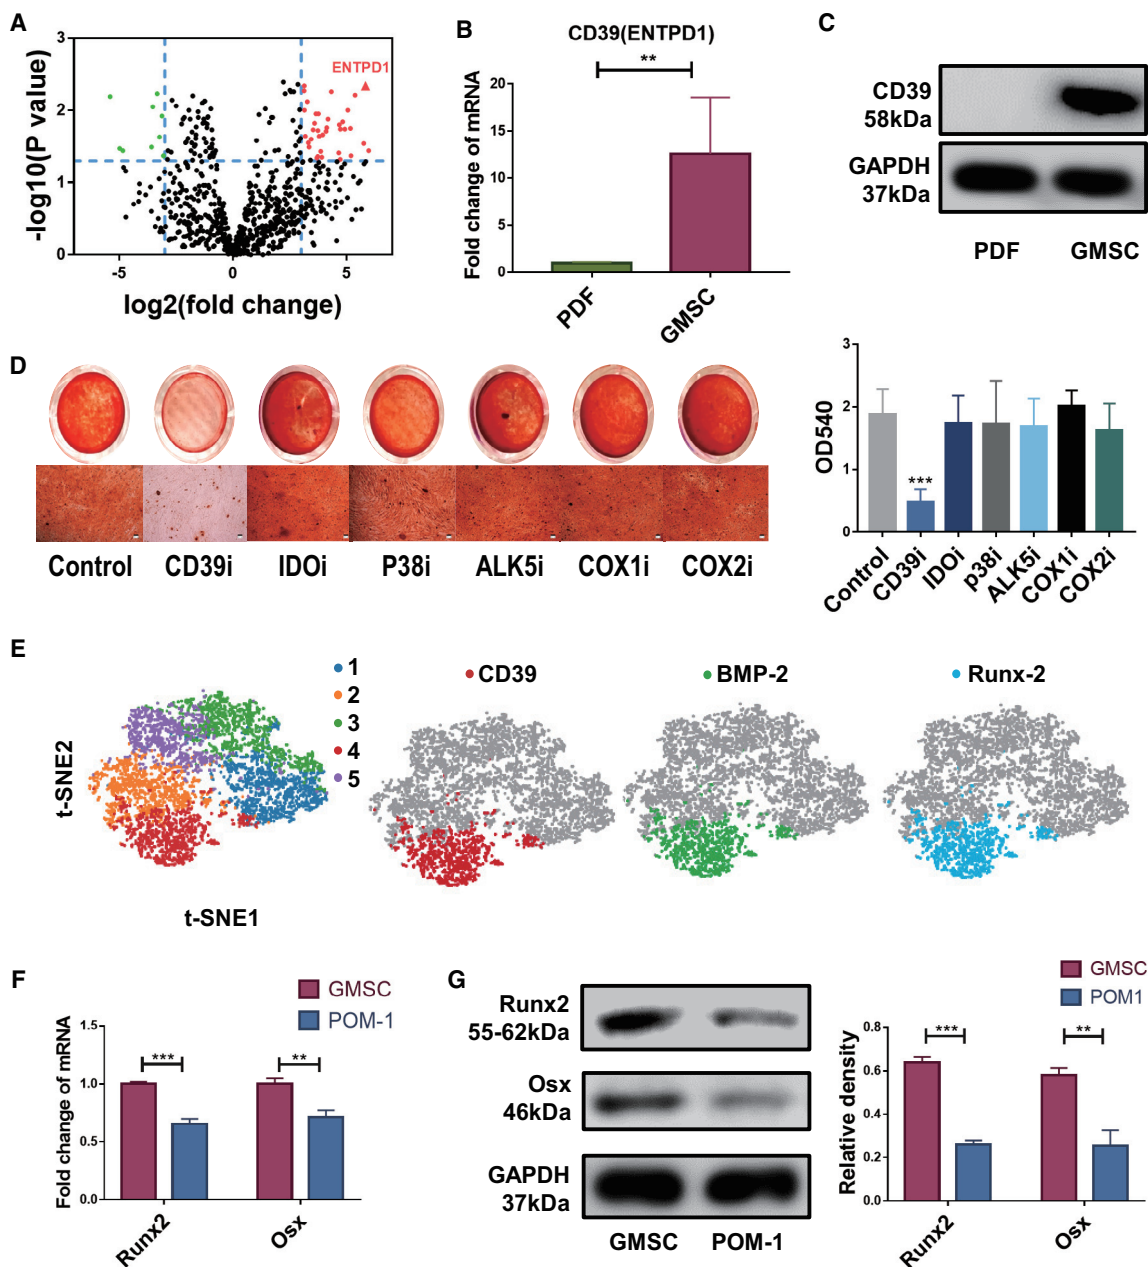 A
3
2
1
0
-log10(P value)
ENTPD1
-5
0
5
log2(fold change)
B
CD39(ENTPD1)
**
20
15
10
5
0
Fold change of mRNA
PDF
GMSC
C
CD39
58kDa
GAPDH
37kDa
PDF GMSC
D
Control CD39i IDOi P38i ALK5i COX1i COX2i
2
1
0
OD540
***
Control
CD39i
IDOi
p38i
ALK5i
COX1i
COX2i
E
t-SNE2
t-SNE1
1
2
3
4
5
CD39
BMP-2
Runx-2
F
GMSC
POM-1
1.5
1.0
0.5
0.0
Fold change of mRNA
***
**
Runx2
Osx
G
Runx2
55-62kDa
Osx
46kDa
GAPDH
37kDa
GMSC POM-1
GMSC
POM1
0.8
0.6
0.4
0.2
0.0
Relative density
***
**
Runx2
Osx